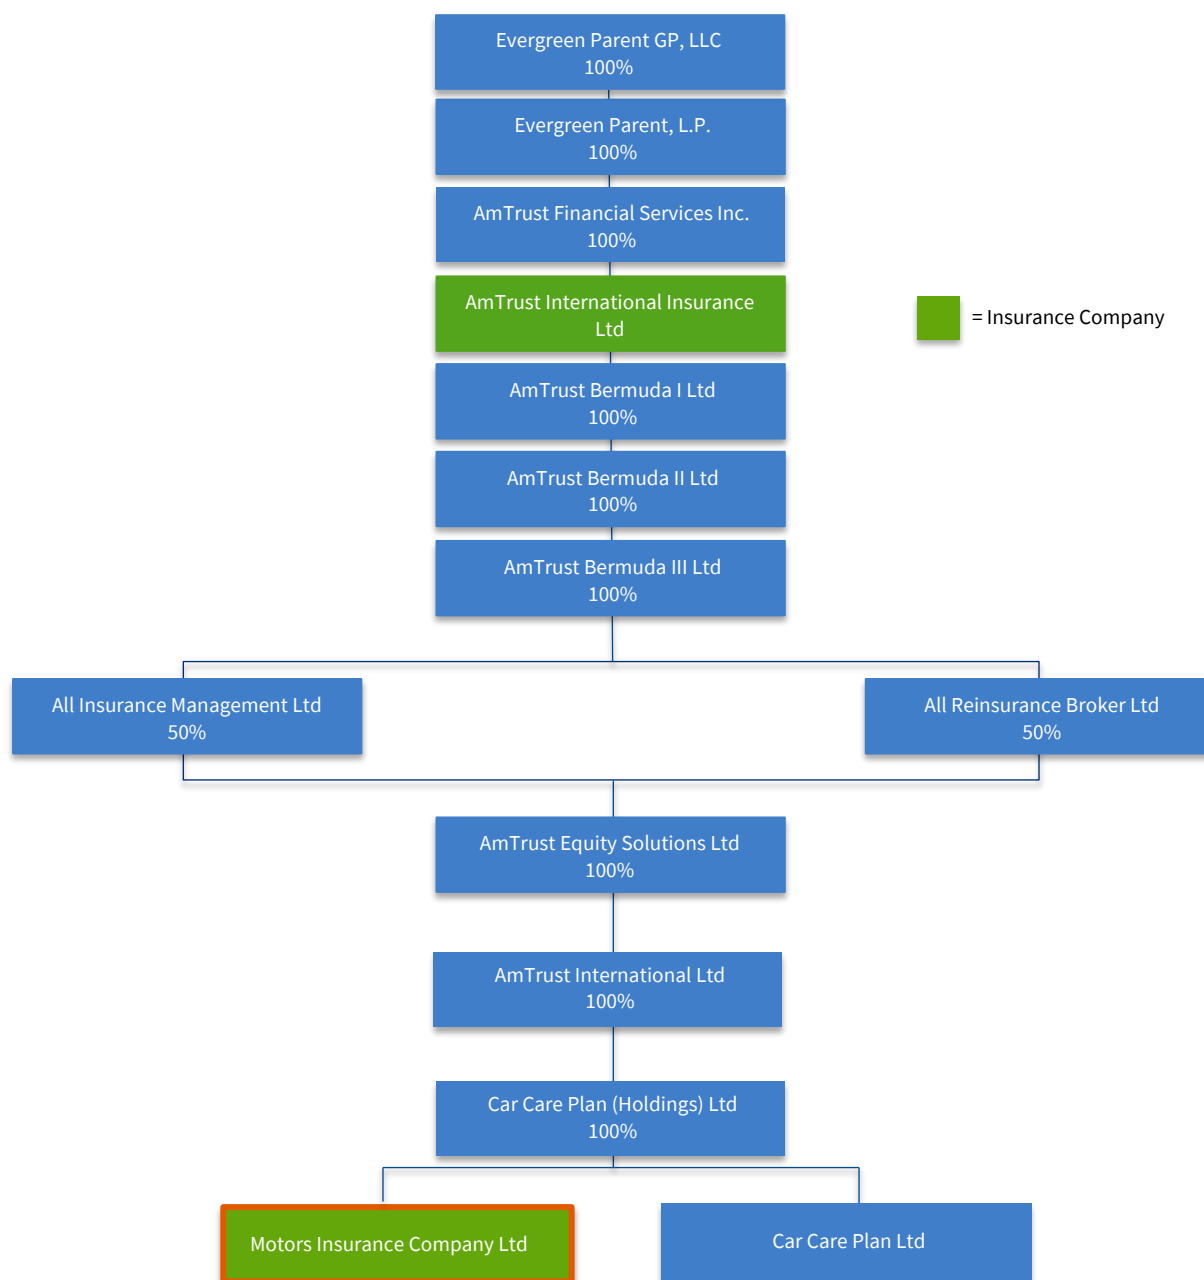 Evergreen Parent GP, LLC
100%
Evergreen Parent, L.P.
100%
AmTrust Financial Services Inc.
100%
AmTrust International Insurance
Ltd
= Insurance Company
AmTrust Bermuda I Ltd
100%
AmTrust Bermuda II Ltd
100%
AmTrust Bermuda III Ltd
100%
All Insurance Management Ltd
50%
All Reinsurance Broker Ltd
50%
AmTrust Equity Solutions Ltd
100%
AmTrust International Ltd
100%
Car Care Plan (Holdings) Ltd
100%
Motors Insurance Company Ltd
Car Care Plan Ltd